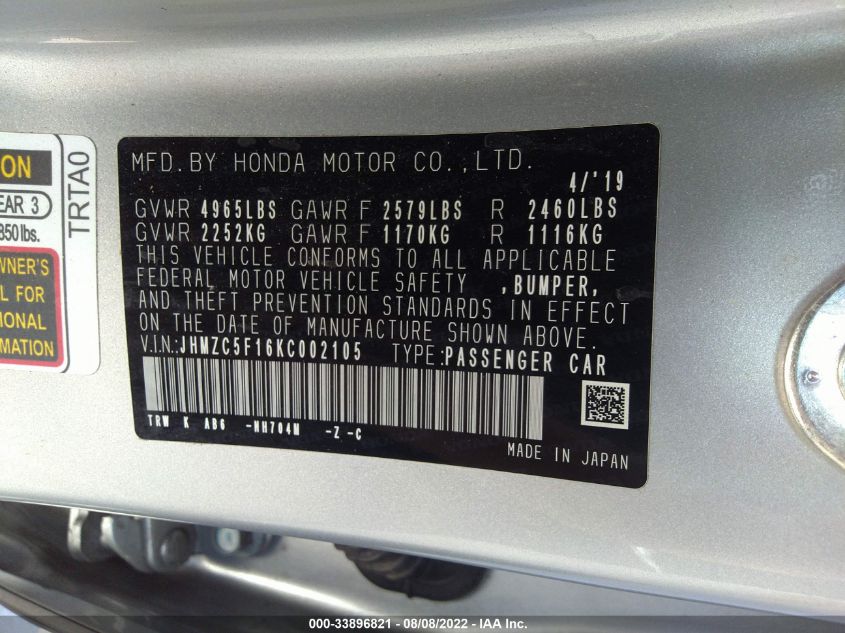 ON
EAR 3
850 lbs.
WNER'S
L FOR
IONAL
MATION
TRTA0
MFD. BY HONDA MOTOR CO.,LTD.
4/'19
GVWR 4965LBS GAWR F 2579LBS R 2460LBS
GVWR 2252KG GAWR F 1170KG R 1116KG
THIS VEHICLE CONFORMS TO ALL APPLICABLE
FEDERAL MOTOR VEHICLE SAFETY ,BUMPER,
AND THEFT PREVENTION STANDARDS IN EFFECT
ON THE DATE OF MANUFACTURE SHOWN ABOVE.
V.I.N.:JHMZC5F16KC002105 TYPE:PASSENGER CAR
TRW K AB6 -NH704M -Z -C
MADE IN JAPAN
000-33896821 - 08/08/2022 - IAA Inc.